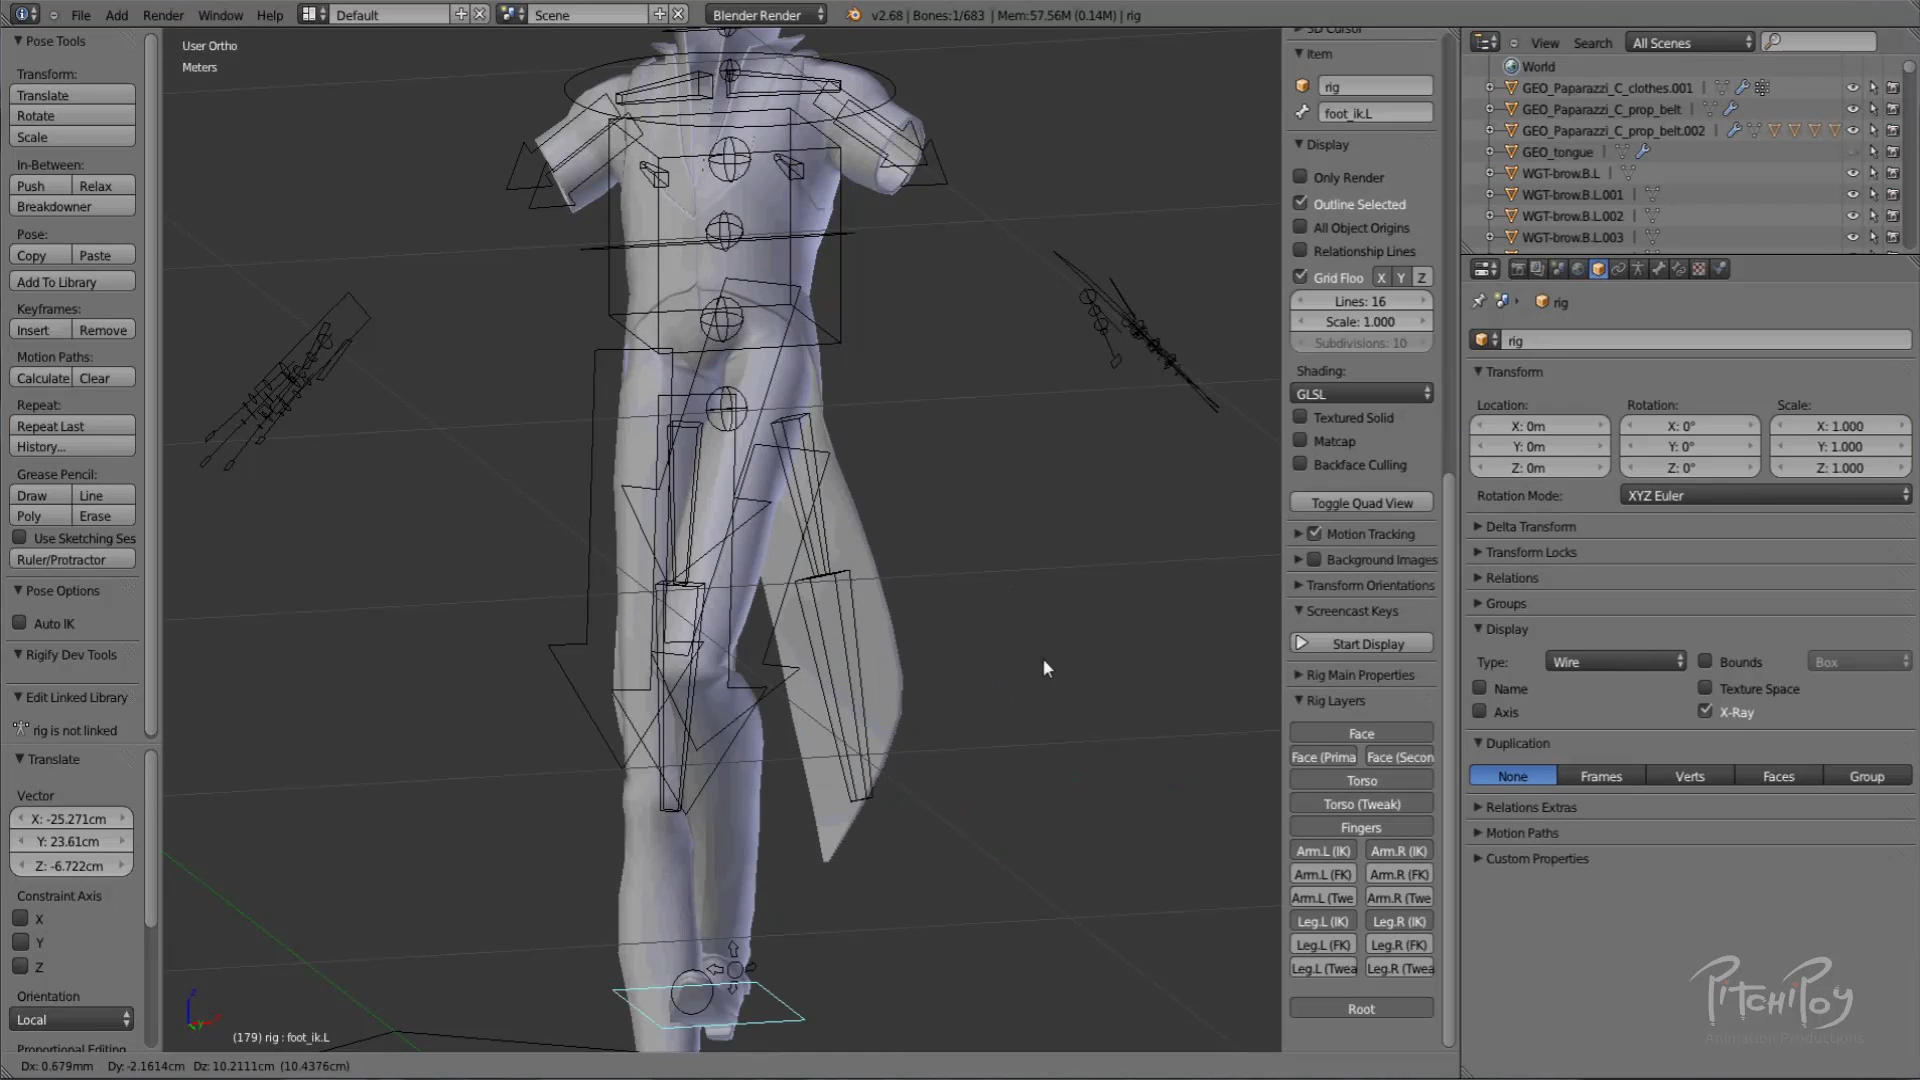 File Add Render Window Help
Default
Scene
Blender Render
v2.68 | Bones:1/683 | Mem:57.56M (0.14M) | rig
Pose Tools
Transform:
Translate
Rotate
Scale
In-Between:
Push Relax
Breakdowner
Pose:
Copy Paste
Add To Library
Keyframes:
Insert Remove
Motion Paths:
Calculate Clear
Repeat:
Repeat Last
History...
Grease Pencil:
Draw Line
Poly Erase
Use Sketching Ses
Ruler/Protractor
Pose Options
Auto IK
Rigify Dev Tools
Edit Linked Library
rig is not linked
Translate
Vector
X: -25.271cm
Y: 23.61cm
Z: -6.722cm
Constraint Axis
X
Y
Z
Orientation
Local
Proportional Editing
User Ortho
Meters
(179) rig : foot_ik.L
Dx: 0.679mm Dy: -2.1614cm Dz: 10.2111cm (10.4376cm)
3D Cursor
Item
rig
foot_ik.L
Display
Only Render
Outline Selected
All Object Origins
Relationship Lines
Grid Floo X Y Z
Lines: 16
Scale: 1.000
Subdivisions: 10
Shading:
GLSL
Textured Solid
Matcap
Backface Culling
Toggle Quad View
Motion Tracking
Background Images
Transform Orientations
Screencast Keys
Start Display
Rig Main Properties
Rig Layers
Face
Face (Prima Face (Secon
Torso
Torso (Tweak)
Fingers
Arm.L (IK) Arm.R (IK)
Arm.L (FK) Arm.R (FK)
Arm.L (Twe Arm.R (Twe
Leg.L (IK) Leg.R (IK)
Leg.L (FK) Leg.R (FK)
Leg.L (Twea Leg.R (Twea
Root
View Search All Scenes
World
GEO_Paparazzi_C_clothes.001
GEO_Paparazzi_C_prop_belt
GEO_Paparazzi_C_prop_belt.002
GEO_tongue
WGT-brow.B.L
WGT-brow.B.L.001
WGT-brow.B.L.002
WGT-brow.B.L.003
rig
rig
Transform
Location: Rotation: Scale:
X: 0m X: 0° X: 1.000
Y: 0m Y: 0° Y: 1.000
Z: 0m Z: 0° Z: 1.000
Rotation Mode: XYZ Euler
Delta Transform
Transform Locks
Relations
Groups
Display
Type: Wire Bounds Box
Name Texture Space
Axis X-Ray
Duplication
None Frames Verts Faces Group
Relations Extras
Motion Paths
Custom Properties
PitchiPoy
Animation Productions